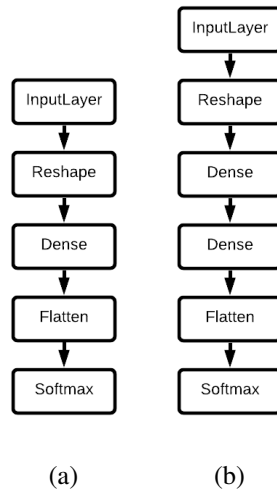 InputLayer
Reshape
Dense
Flatten
Softmax
(a)
InputLayer
Reshape
Dense
Dense
Flatten
Softmax
(b)